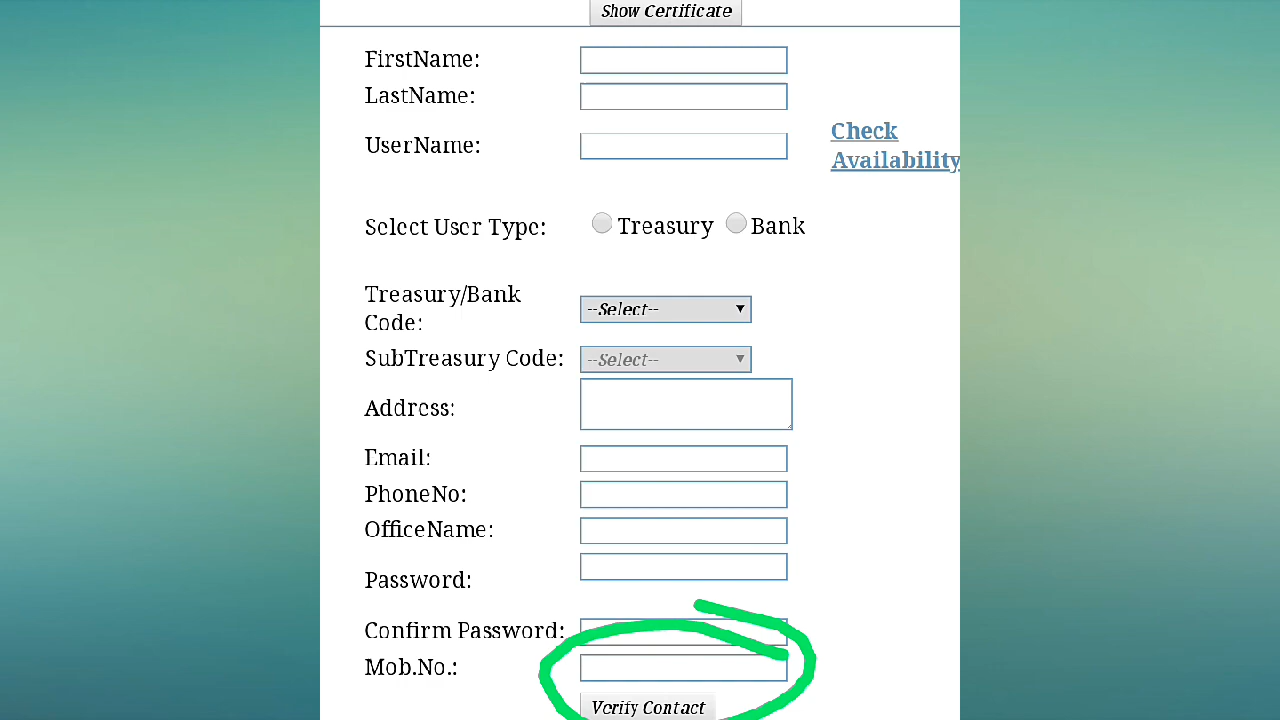 Show Certificate
FirstName:
LastName:
UserName:
Check
Availability
Select User Type: Treasury Bank
Treasury/Bank
Code:
--Select--
SubTreasury Code: --Select--
Address:
Email:
PhoneNo:
OfficeName:
Password:
Confirm Password:
Mob.No.:
Verify Contact